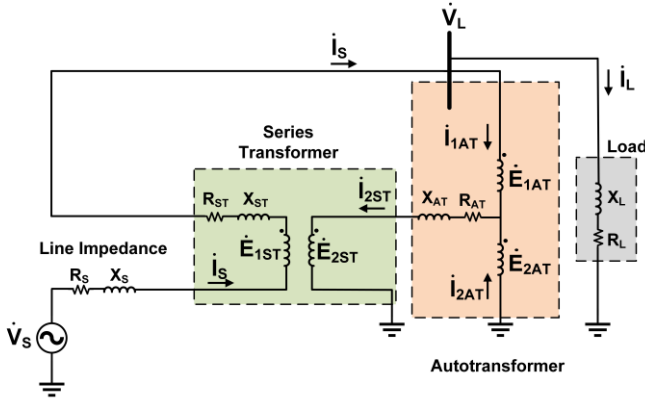 V̇L
İS
İL
İ1AT
Series
Transformer
Load
Ė1AT
İ2ST
RST
XST
XAT
RAT
XL
Line Impedance
Ė1ST
Ė2ST
RL
RS
XS
İS
Ė2AT
İ2AT
V̇S
Autotransformer